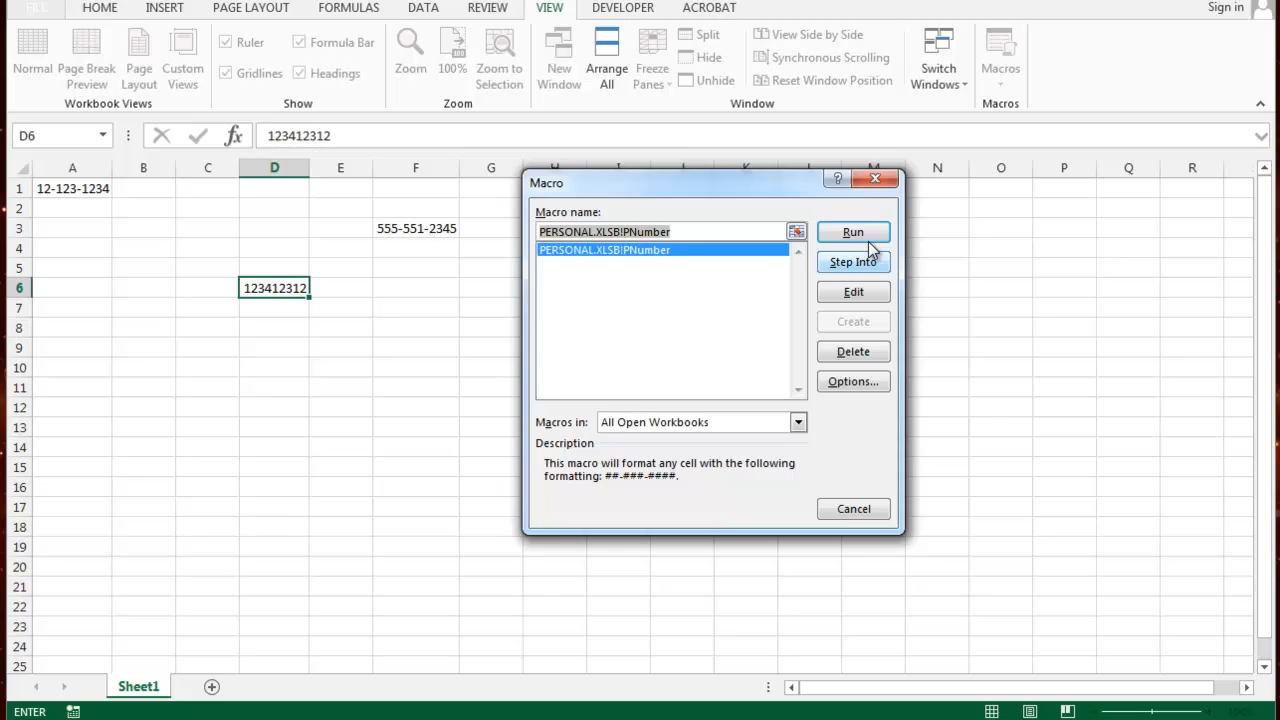 FILE HOME INSERT PAGE LAYOUT FORMULAS DATA REVIEW VIEW DEVELOPER ACROBAT Sign in
Normal Page Break Preview Page Layout Custom Views
Workbook Views
Ruler Formula Bar
Gridlines Headings
Show
Zoom 100% Zoom to Selection
Zoom
New Window Arrange All Freeze Panes
Split
Hide
Unhide
View Side by Side
Synchronous Scrolling
Reset Window Position
Window
Switch Windows
Macros
Macros
D6 fx 123412312
A B C D E F G H I J K L M N O P Q R
1 12-123-1234
2
3 555-551-2345
4
5
6 123412312
7
8
9
10
11
12
13
14
15
16
17
18
19
20
21
22
23
24
25
Macro ?
Macro name:
PERSONAL.XLSB!PNumber
PERSONAL.XLSB!PNumber
Run
Step Into
Edit
Create
Delete
Options...
Macros in: All Open Workbooks
Description
This macro will format any cell with the following
formatting: ##-###-####.
Cancel
Sheet1
ENTER